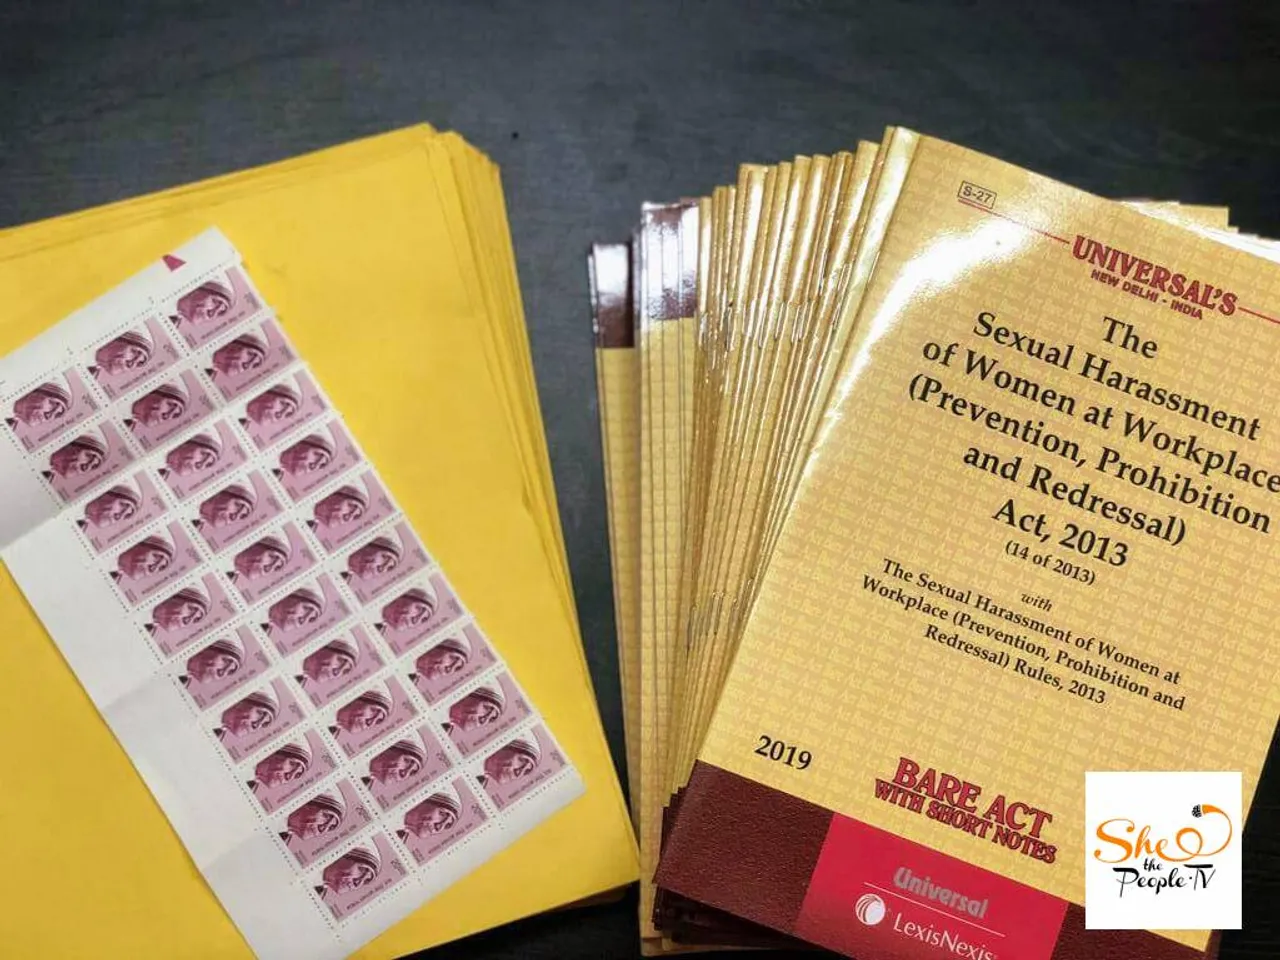 S-27
UNIVERSAL'S
NEW DELHI - INDIA
The
Sexual Harassment
of Women at Workplace
(Prevention, Prohibition
and Redressal)
Act, 2013
(14 of 2013)
with
The Sexual Harassment of Women at
Workplace (Prevention, Prohibition and
Redressal) Rules, 2013
2019
BARE ACT
WITH SHORT NOTES
Universal
LexisNexis
She
the
People.TV